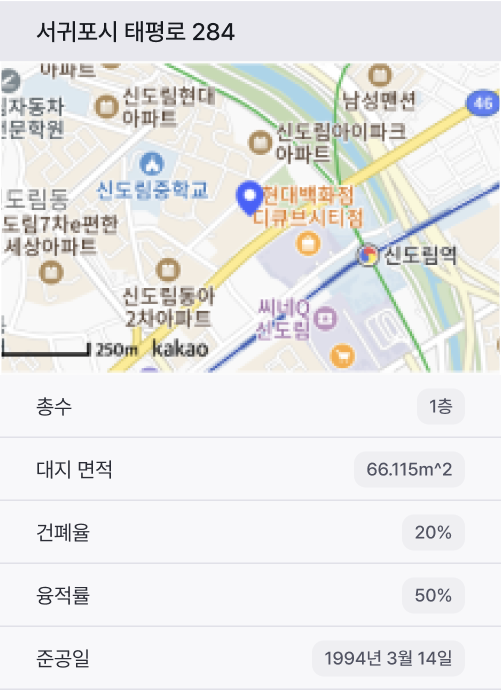 서귀포시 태평로 284
아파트
신도림현대
아파트
남성맨션
46
림자동차
전문학원
신도림아이파크
아파트
신도림중학교
현대백화점
디큐브시티점
도림동
도림7차e편한
세상아파트
신도림역
신도림동아
2차아파트
씨네Q
신도림
250m kakao
총수 1층
대지 면적 66.115m^2
건폐율 20%
용적률 50%
준공일 1994년 3월 14일